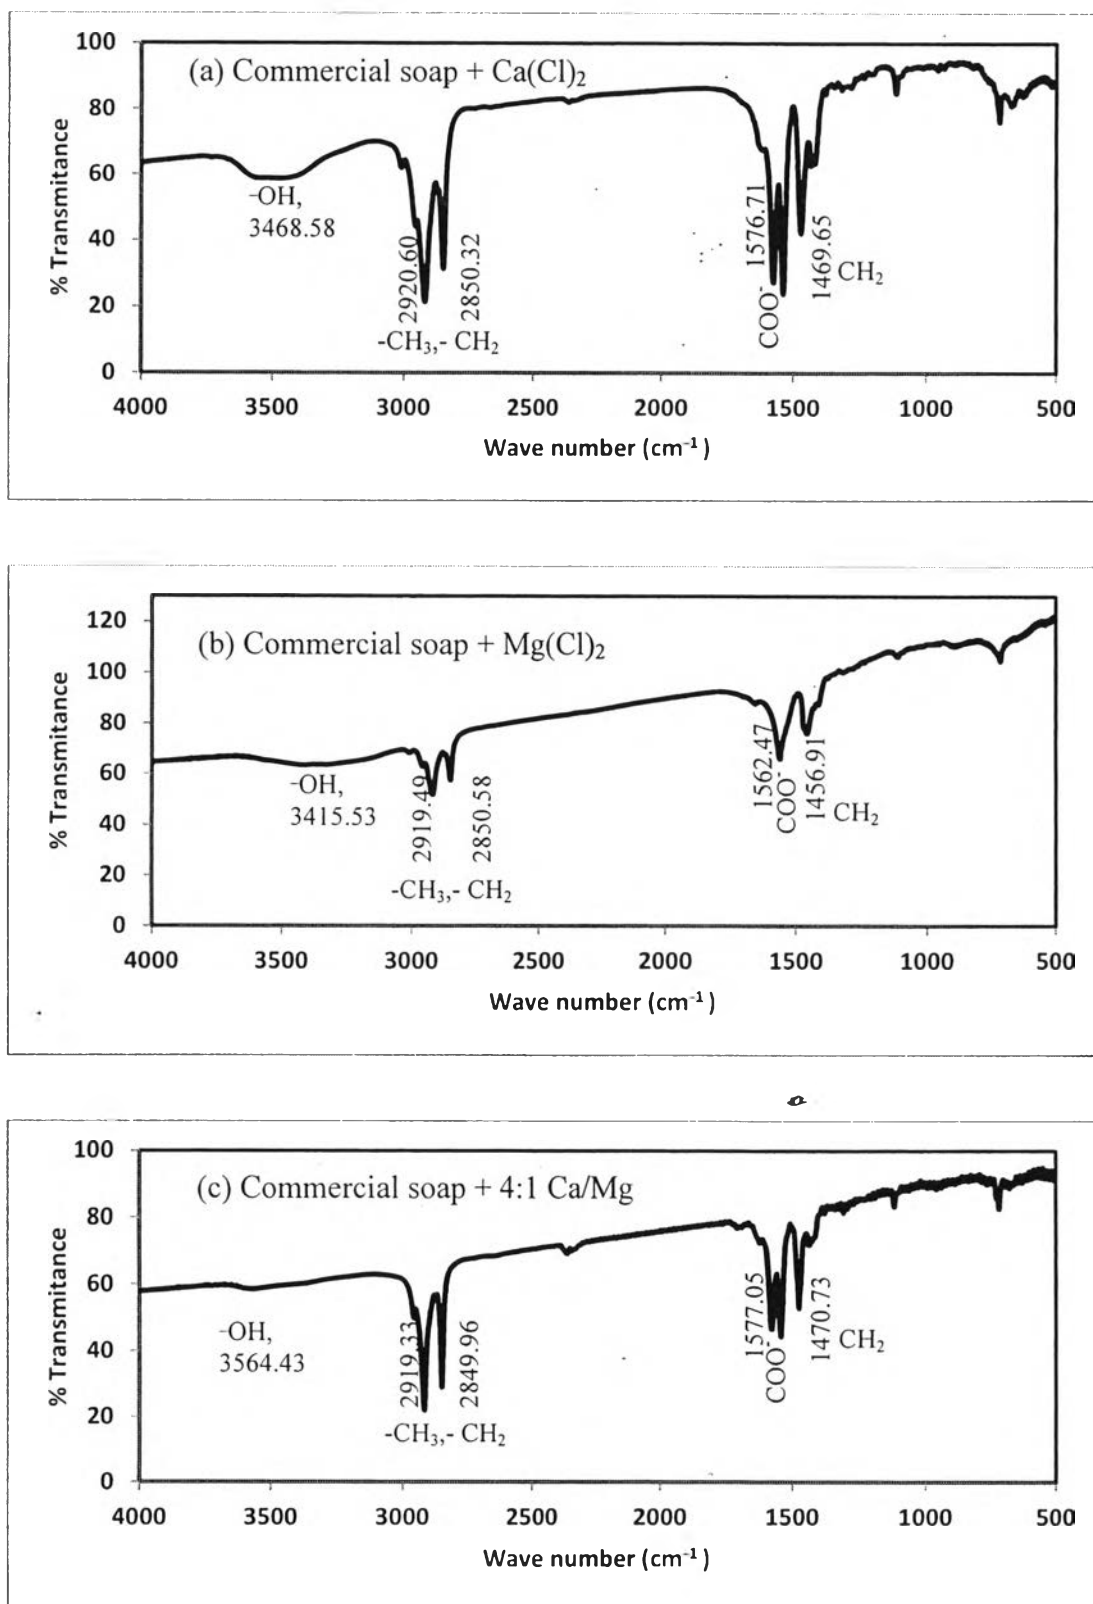 100
80
60
40
20
0
% Transmitance
(a) Commercial soap + Ca(Cl)₂
-OH,
3468.58
2920.60
2850.32
-CH₃,- CH₂
1576.71
COO⁻
1469.65
CH₂
4000 3500 3000 2500 2000 1500 1000 500
Wave number (cm⁻¹)
120
100
80
60
40
20
0
% Transmitance
(b) Commercial soap + Mg(Cl)₂
-OH,
3415.53
2919.49
2850.58
-CH₃,- CH₂
1562.47
COO⁻
1456.91
CH₂
4000 3500 3000 2500 2000 1500 1000 500
Wave number (cm⁻¹)
100
80
60
40
20
0
% Transmitance
(c) Commercial soap + 4:1 Ca/Mg
-OH,
3564.43
2919.33
2849.96
-CH₃,- CH₂
1577.05
COO⁻
1470.73
CH₂
4000 3500 3000 2500 2000 1500 1000 500
Wave number (cm⁻¹)